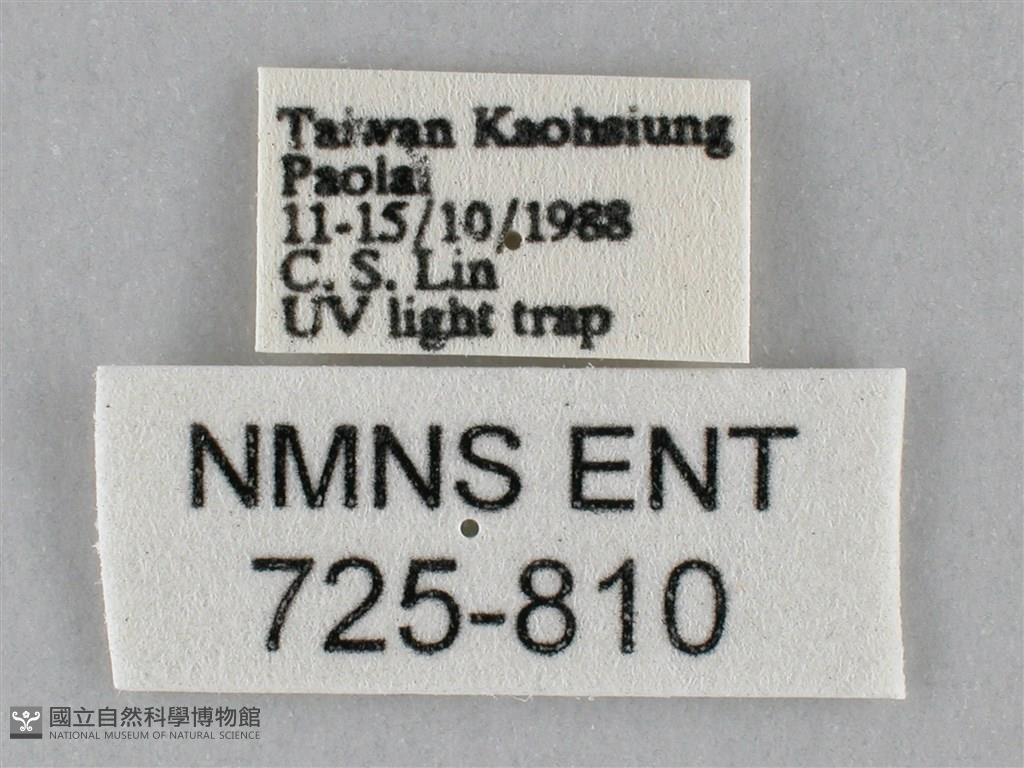 Taiwan Kaohsiung
Paolai
11-15/10/1988
C. S. Lin
UV light trap
NMNS ENT
725-810
國立自然科學博物館
NATIONAL MUSEUM OF NATURAL SCIENCE